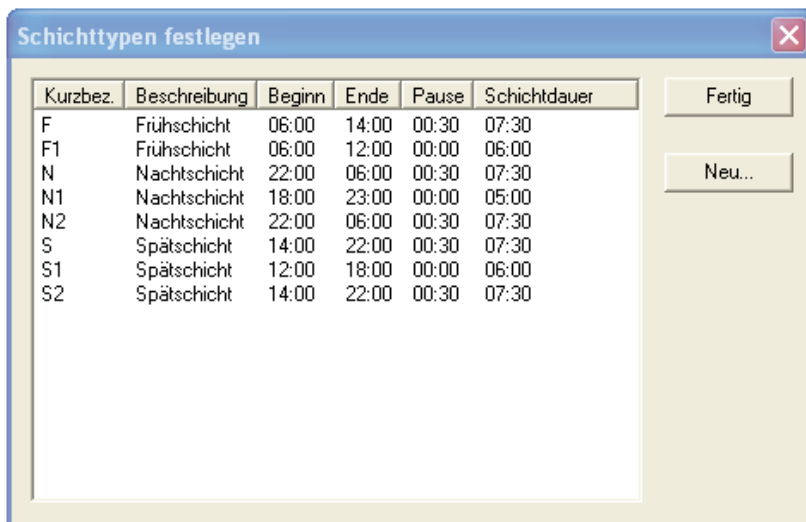 Schichttypen festlegen
Kurzbez. Beschreibung Beginn Ende Pause Schichtdauer Fertig
F Frühschicht 06:00 14:00 00:30 07:30
F1 Frühschicht 06:00 12:00 00:00 06:00
N Nachtschicht 22:00 06:00 00:30 07:30 Neu...
N1 Nachtschicht 18:00 23:00 00:00 05:00
N2 Nachtschicht 22:00 06:00 00:30 07:30
S Spätschicht 14:00 22:00 00:30 07:30
S1 Spätschicht 12:00 18:00 00:00 06:00
S2 Spätschicht 14:00 22:00 00:30 07:30